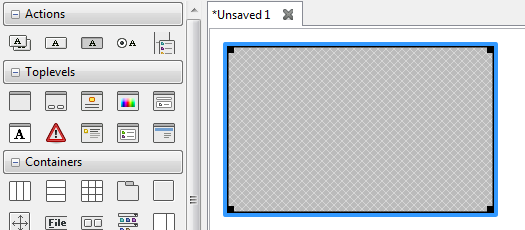 Actions
*Unsaved 1
A
Toplevels
A
Containers
File